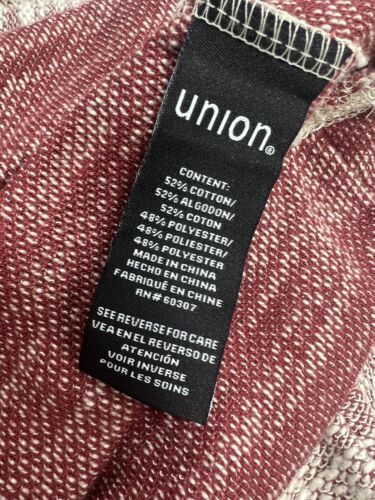 union®
CONTENT:
52% COTTON/
52% ALGODON/
52% COTON
48% POLYESTER/
48% POLIESTER/
48% POLYESTER
MADE IN CHINA
HECHO EN CHINA
FABRIQUÉ EN CHINE
RN# 60307
SEE REVERSE FOR CARE
VEA EN EL REVERSO DE
ATENCIÓN
VOIR INVERSE
POUR LES SOINS